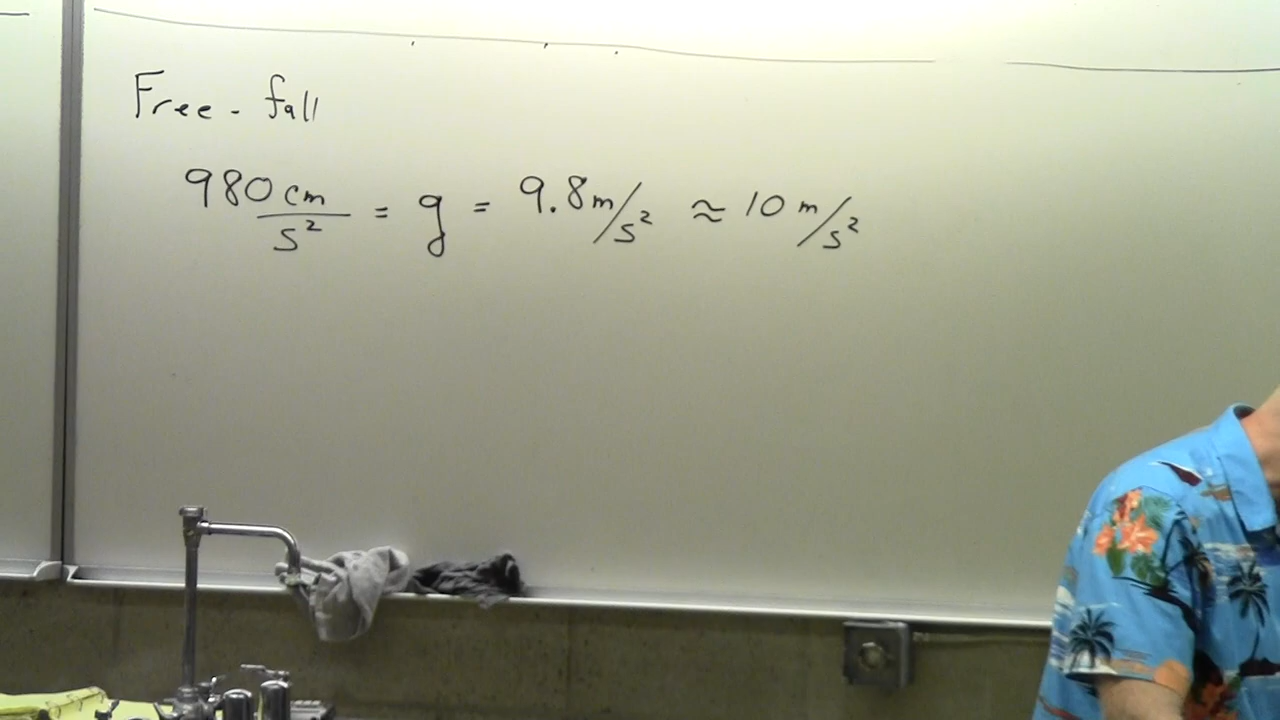 Free-fall
980 cm/s² = g = 9.8 m/s² ≈ 10 m/s²